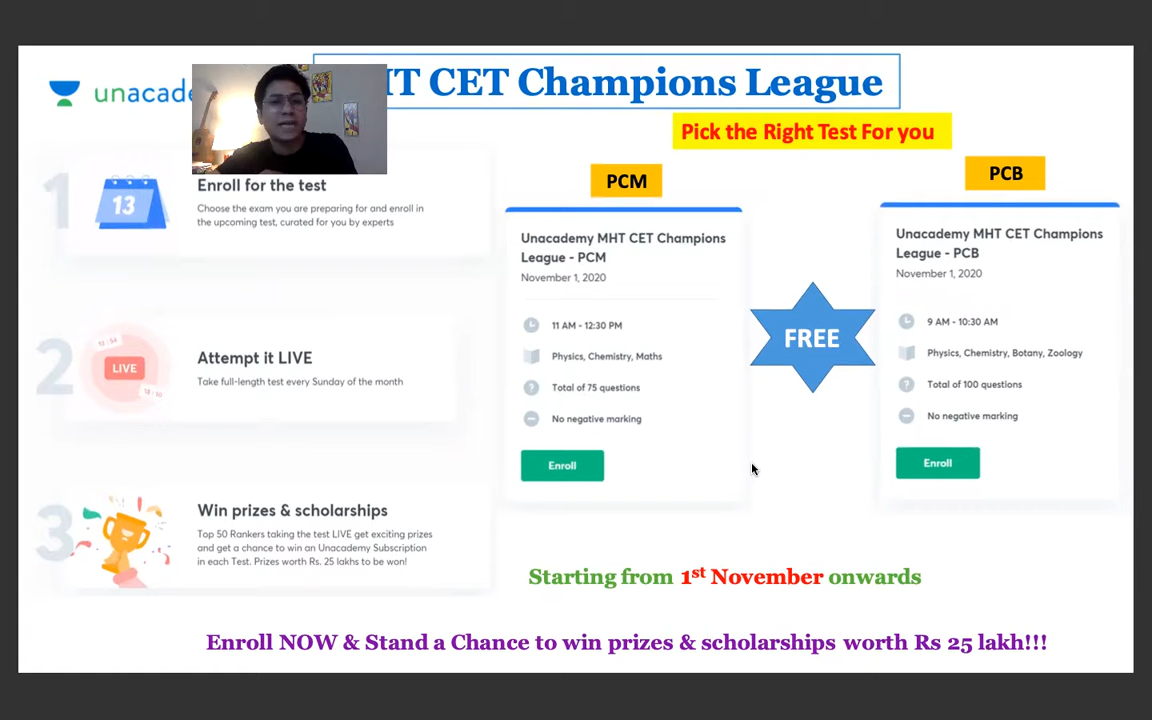 unacade
HT CET Champions League
Pick the Right Test For you
1
13
Enroll for the test
Choose the exam you are preparing for and enroll in
the upcoming test, curated for you by experts
2
LIVE
Attempt it LIVE
Take full-length test every Sunday of the month
3
Win prizes & scholarships
Top 50 Rankers taking the test LIVE get exciting prizes
and get a chance to win an Unacademy Subscription
in each Test. Prizes worth Rs. 25 lakhs to be won!
PCM
Unacademy MHT CET Champions
League - PCM
November 1, 2020
11 AM - 12:30 PM
Physics, Chemistry, Maths
Total of 75 questions
No negative marking
Enroll
FREE
PCB
Unacademy MHT CET Champions
League - PCB
November 1, 2020
9 AM - 10:30 AM
Physics, Chemistry, Botany, Zoology
Total of 100 questions
No negative marking
Enroll
Starting from 1st November onwards
Enroll NOW & Stand a Chance to win prizes & scholarships worth Rs 25 lakh!!!